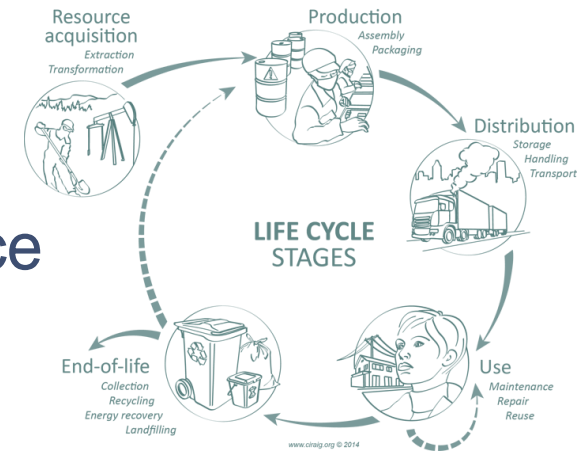 Resource
acquisition
Extraction
Transformation
Production
Assembly
Packaging
Distribution
Storage
Handling
Transport
ce
LIFE CYCLE
STAGES
End-of-life
Collection
Recycling
Energy recovery
Landfilling
Use
Maintenance
Repair
Reuse
www.ciraig.org © 2014